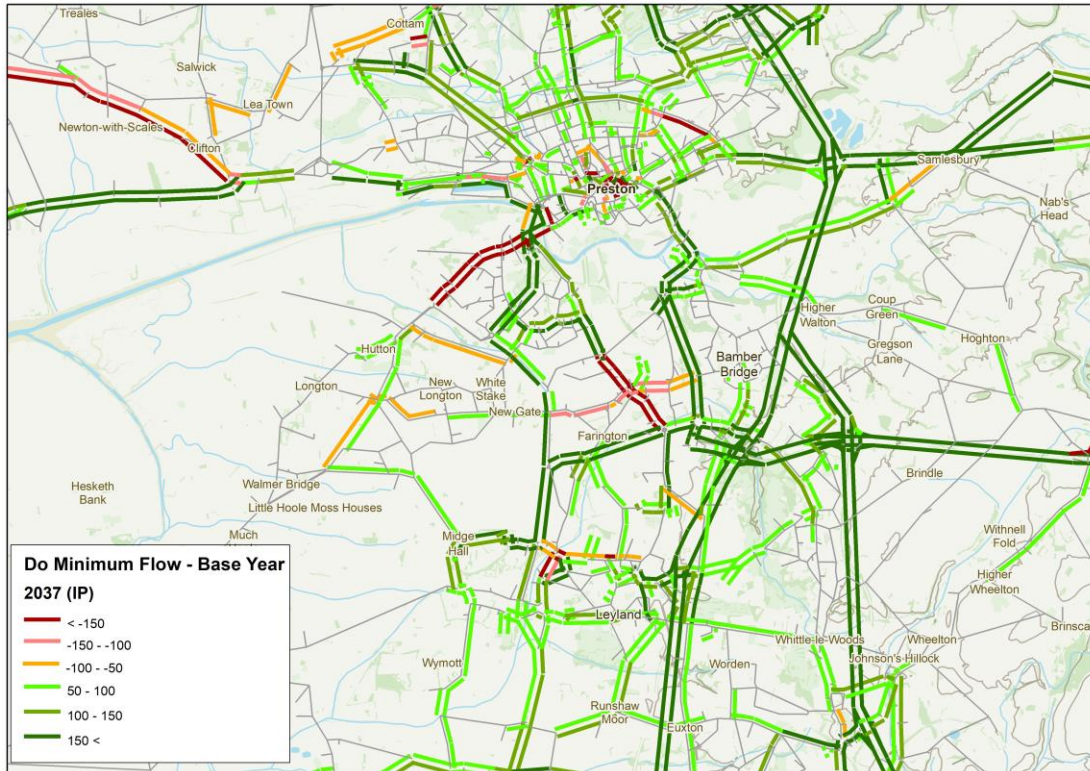 Treales
Cottam
Salwick
Lea Town
Newton-with-Scales
Clifton
Samlesbury
Preston
Nab's
Head
Higher
Walton
Coup
Green
Gregson
Lane
Hoghton
Hutton
Bamber
Bridge
Longton
New
Longton
White
Stake
New Gate
Farington
Walmer Bridge
Brindle
Hesketh
Bank
Little Hoole Moss Houses
Much
Midge
Hall
Withnell
Fold
Higher
Wheelton
Leyland
Whittle-le-Woods
Wheelton
Brinsca
Johnson's Hillock
Wymott
Worden
Runshaw
Moor
Euxton
Do Minimum Flow - Base Year
2037 (IP)
< -150
-150 - -100
-100 - -50
50 - 100
100 - 150
150 <